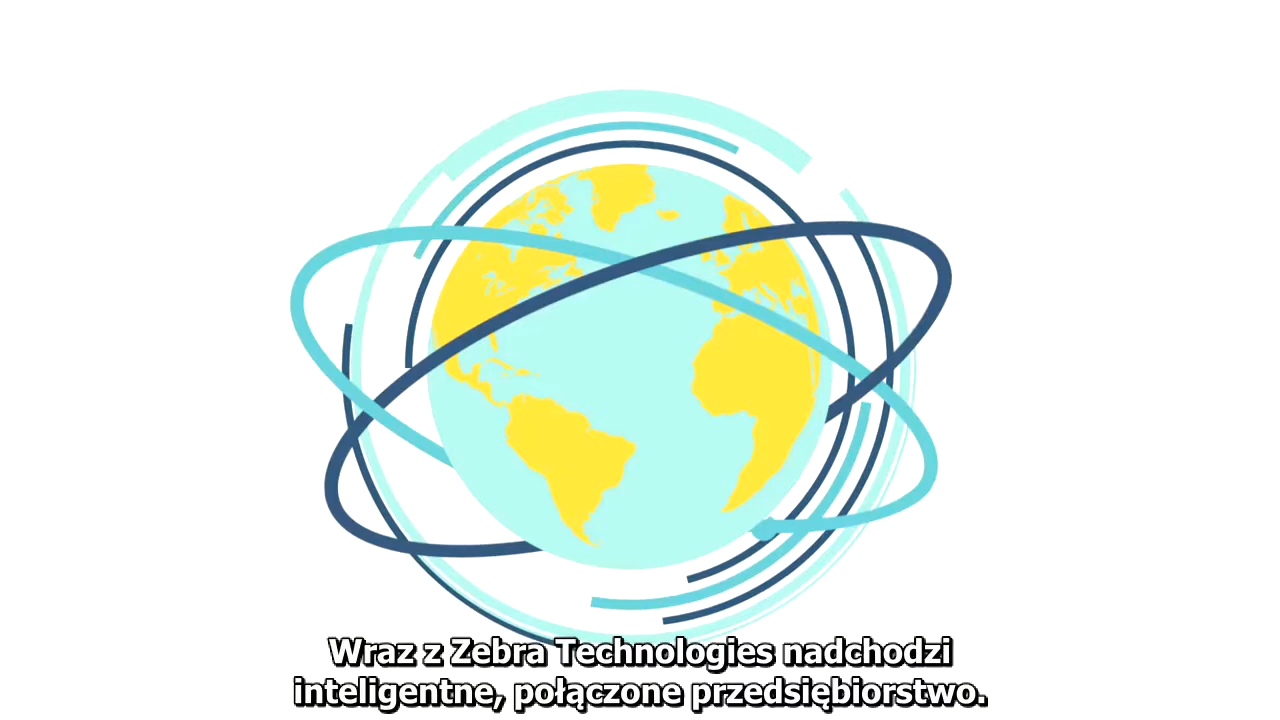 Wraz z Zebra Technologies nadchodzi
inteligentne, połączone przedsiębiorstwo.